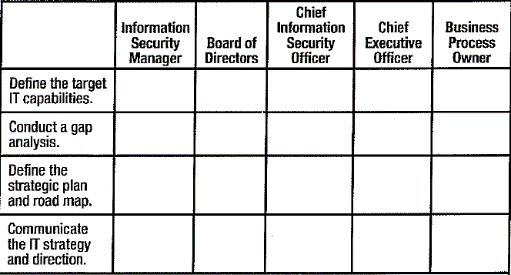 Information
Security
Manager
Board of
Directors
Chief
Information
Security
Officer
Chief
Executive
Officer
Business
Process
Owner
Define the target
IT capabilities.
Conduct a gap
analysis.
Define the
strategic plan
and road map.
Communicate
the IT strategy
and direction.